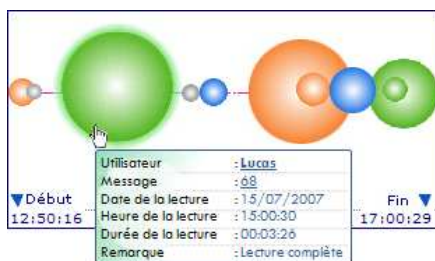 Utilisateur : Lucas
Message : 68
Date de la lecture : 15/07/2007
Heure de la lecture : 15:00:30
Durée de la lecture : 00:03:26
Remarque : Lecture complète
Début
12:50:16
Fin
17:00:29